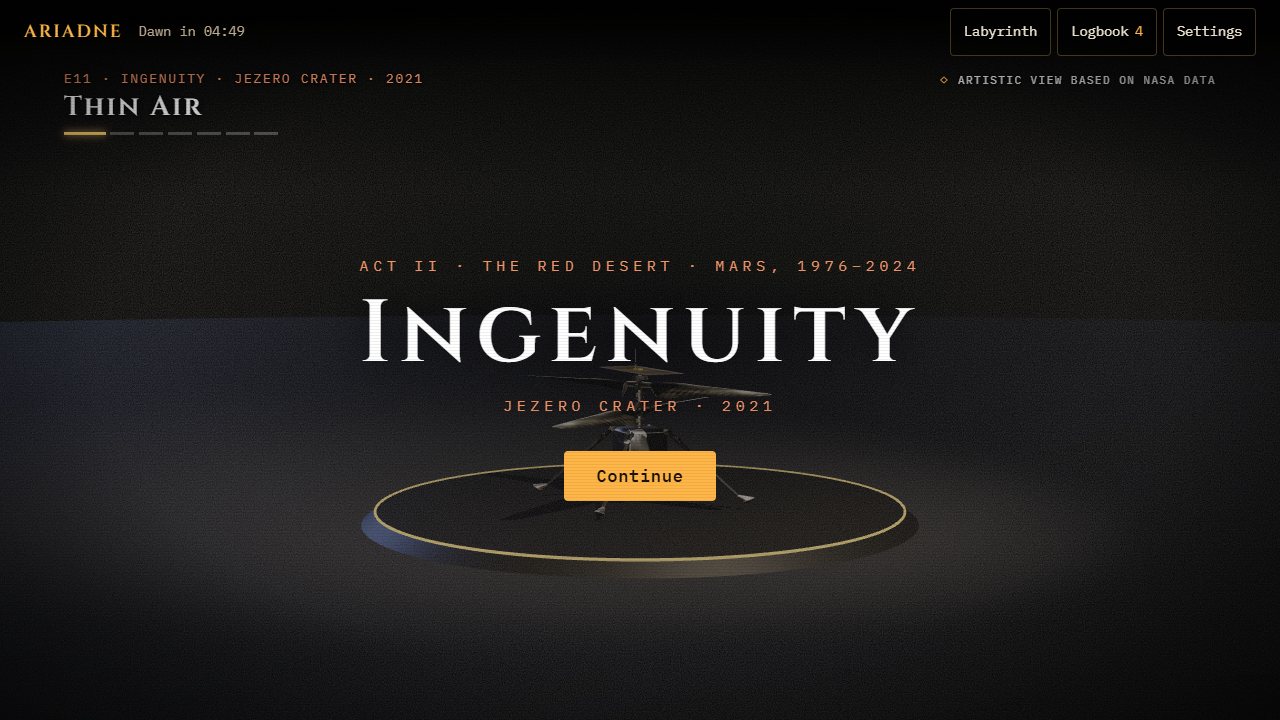 ARIADNE Dawn in 04:49 Labyrinth Logbook 4 Settings
E11 · INGENUITY · JEZERO CRATER · 2021
◇ ARTISTIC VIEW BASED ON NASA DATA
THIN AIR
ACT II · THE RED DESERT · MARS, 1976–2024
INGENUITY
JEZERO CRATER · 2021
Continue